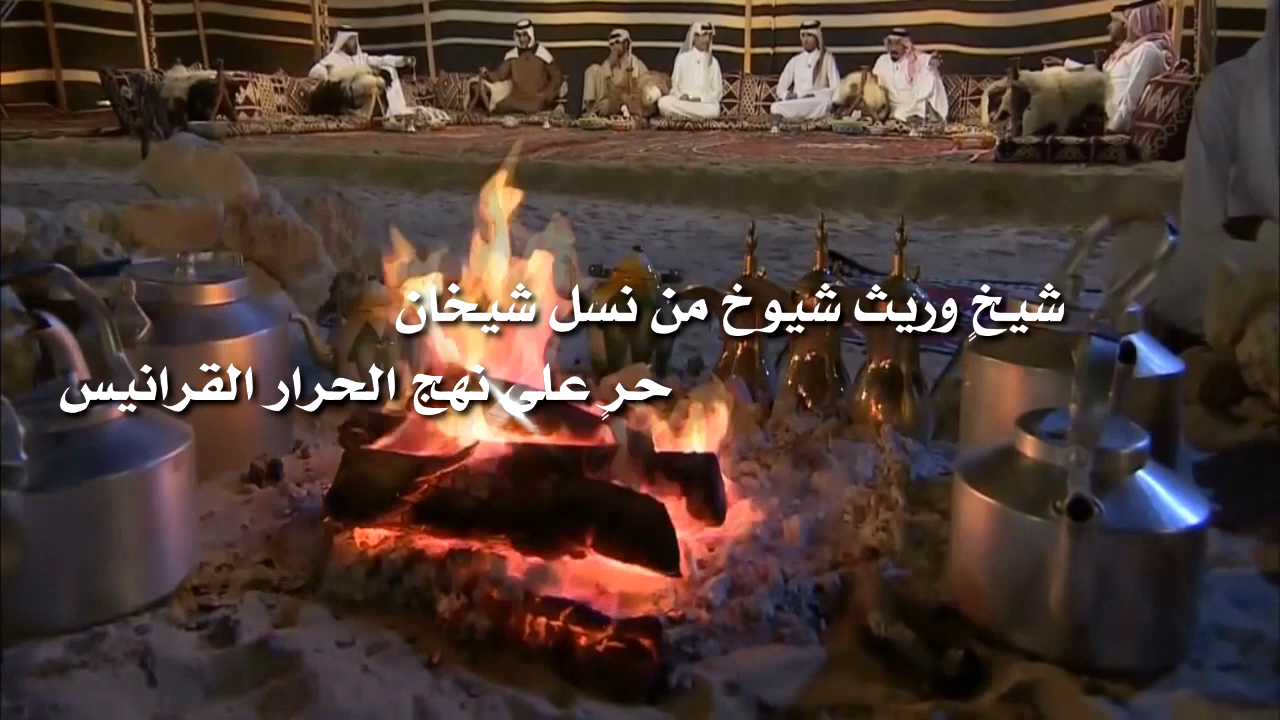 شيخٍ وريث شيوخ من نسل شيخان
حرٍ على نهج الحرار القرانيس